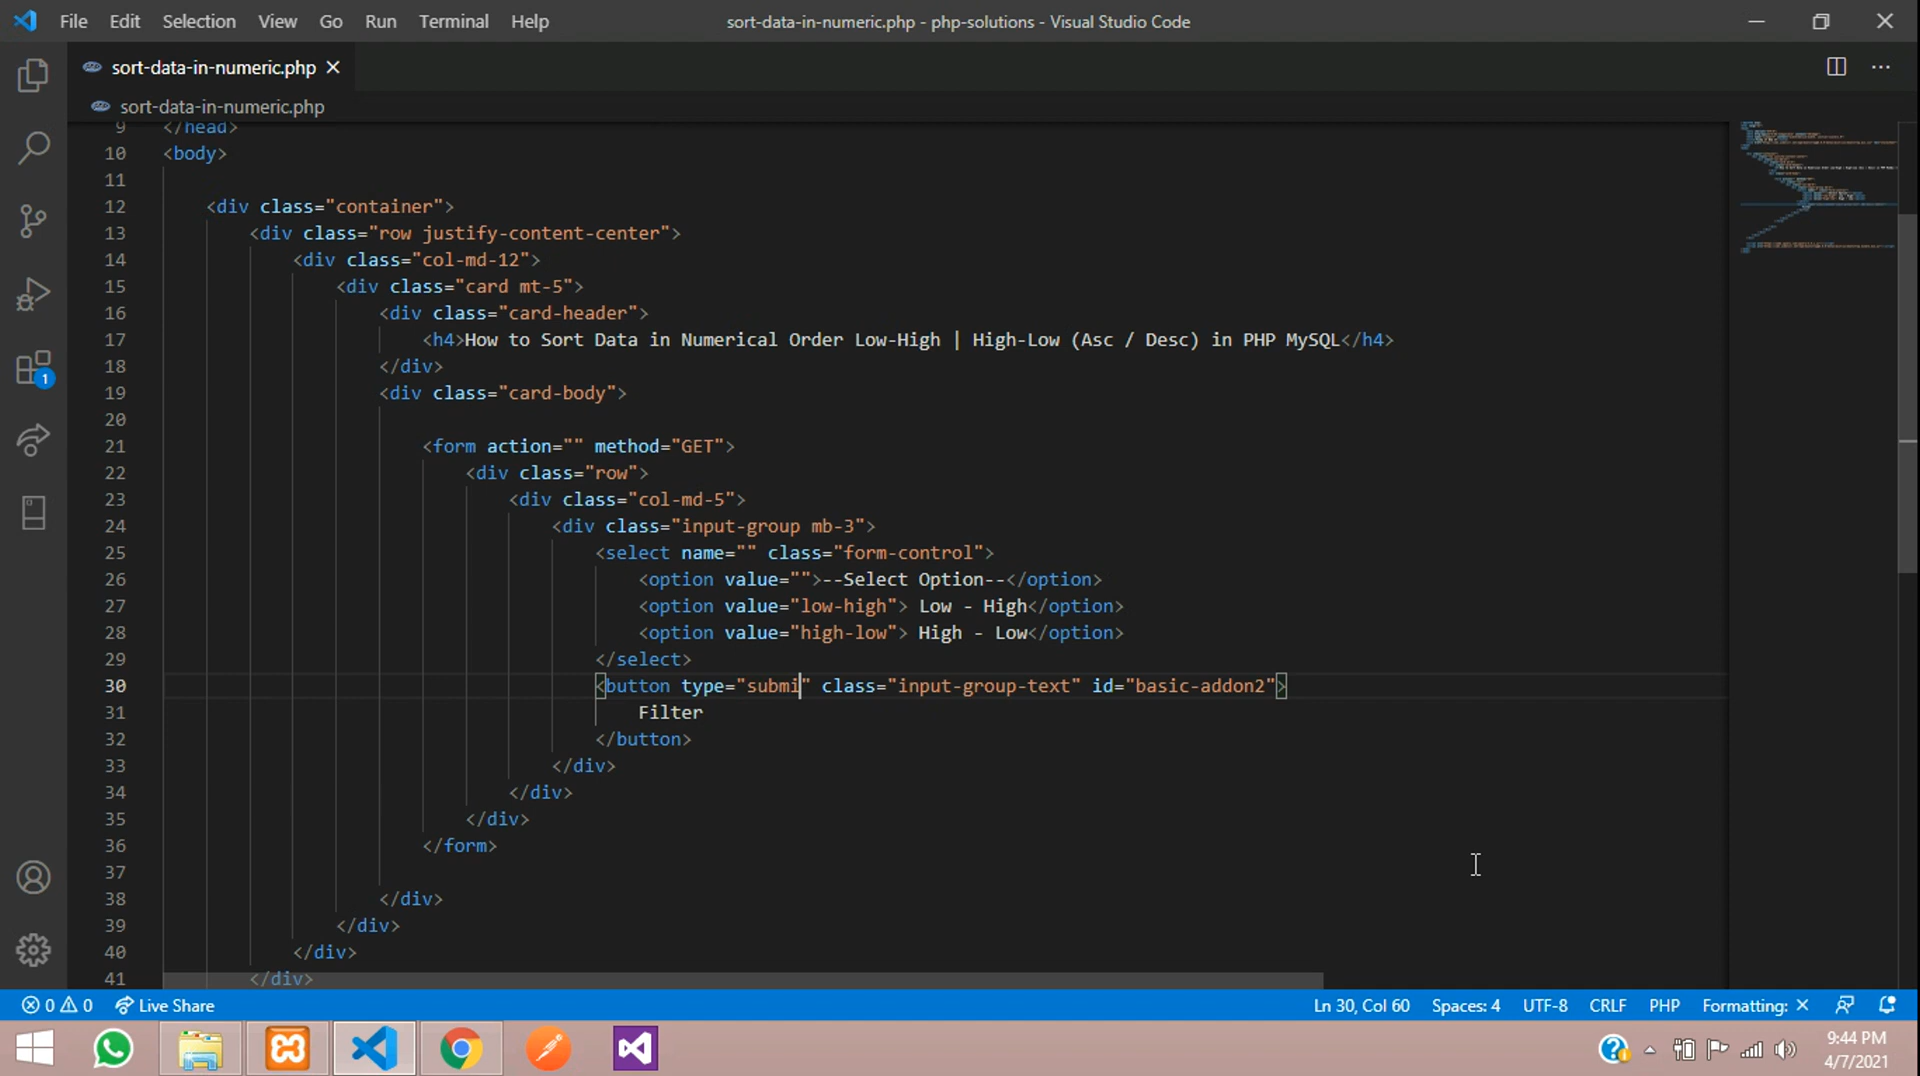 File Edit Selection View Go Run Terminal Help sort-data-in-numeric.php - php-solutions - Visual Studio Code
sort-data-in-numeric.php
sort-data-in-numeric.php
9 </head>
10 <body>
11
12 <div class="container">
13 <div class="row justify-content-center">
14 <div class="col-md-12">
15 <div class="card mt-5">
16 <div class="card-header">
17 <h4>How to Sort Data in Numerical Order Low-High | High-Low (Asc / Desc) in PHP MySQL</h4>
18 </div>
19 <div class="card-body">
20
21 <form action="" method="GET">
22 <div class="row">
23 <div class="col-md-5">
24 <div class="input-group mb-3">
25 <select name="" class="form-control">
26 <option value="">--Select Option--</option>
27 <option value="low-high"> Low - High</option>
28 <option value="high-low"> High - Low</option>
29 </select>
30 <button type="submi" class="input-group-text" id="basic-addon2">
31 Filter
32 </button>
33 </div>
34 </div>
35 </div>
36 </form>
37
38 </div>
39 </div>
40 </div>
41 </div>
1
0 0 Live Share Ln 30, Col 60 Spaces: 4 UTF-8 CRLF PHP Formatting: ×
9:44 PM
4/7/2021